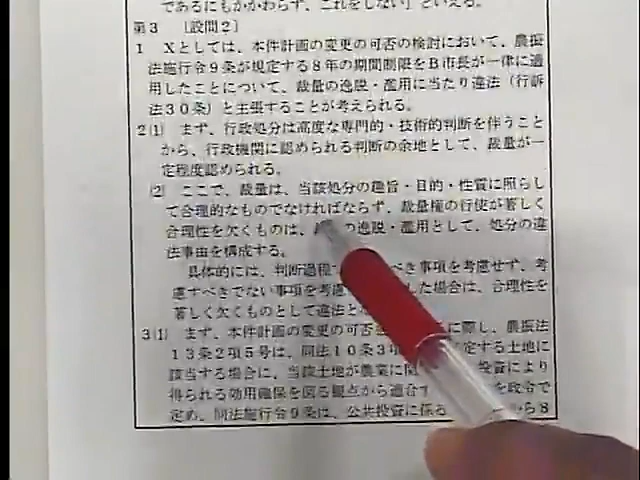 であるにもかかわらず、これをしない」といえる。
第3 〔設問2〕
1 Xとしては、本件計画の変更の可否の検討において、農振
法施行令9条が規定する8年の期間制限をB市長が一律に適
用したことについて、裁量の逸脱・濫用に当たり違法（行訴
法30条）と主張することが考えられる。
2(1) まず、行政処分は高度な専門的・技術的判断を伴うこと
から、行政機関に認められる判断の余地として、裁量が一
定程度認められる。
(2) ここで、裁量は、当該処分の趣旨・目的・性質に照らし
て合理的なものでなければならず、裁量権の行使が著しく
合理性を欠くものは、 の逸脱・濫用として、処分の違
法事由を構成する。
具体的には、判断過程 べき事項を考慮せず、考
慮すべきでない事項を考慮 した場合は、合理性を
著しく欠くものとして違法と
3(1) まず、本件計画の変更の可否 に際し、農振法
13条2項5号は、同法10条3項 定する土地に
該当する場合に、当該土地が農業に関 投資により
得られる効用確保を図る観点から適合す を政令で
定め、同法施行令9条は、公共投資に係る から8